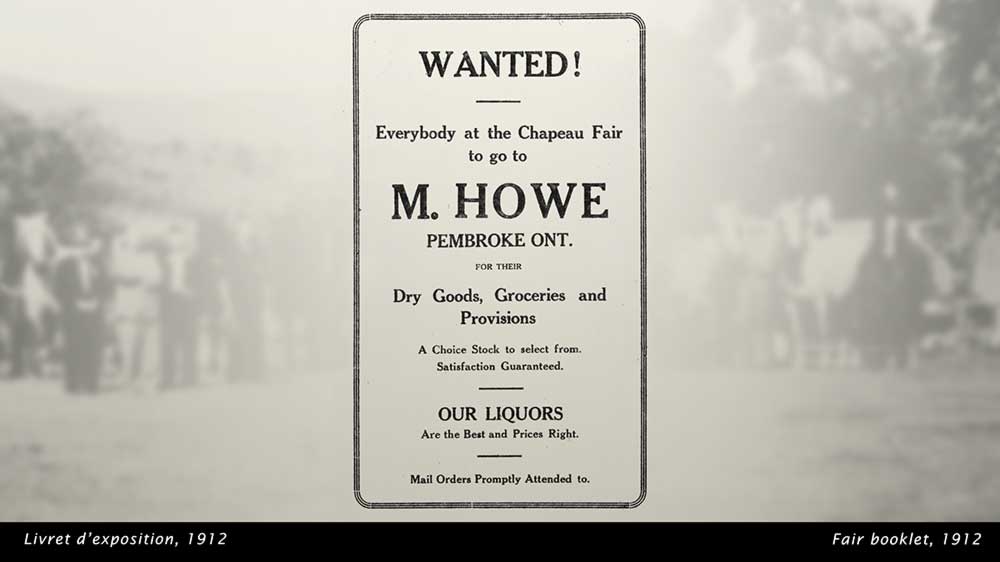 WANTED!
Everybody at the Chapeau Fair
to go to
M. HOWE
PEMBROKE ONT.
FOR THEIR
Dry Goods, Groceries and
Provisions
A Choice Stock to select from.
Satisfaction Guaranteed.
OUR LIQUORS
Are the Best and Prices Right.
Mail Orders Promptly Attended to.
Livret d'exposition, 1912
Fair booklet, 1912